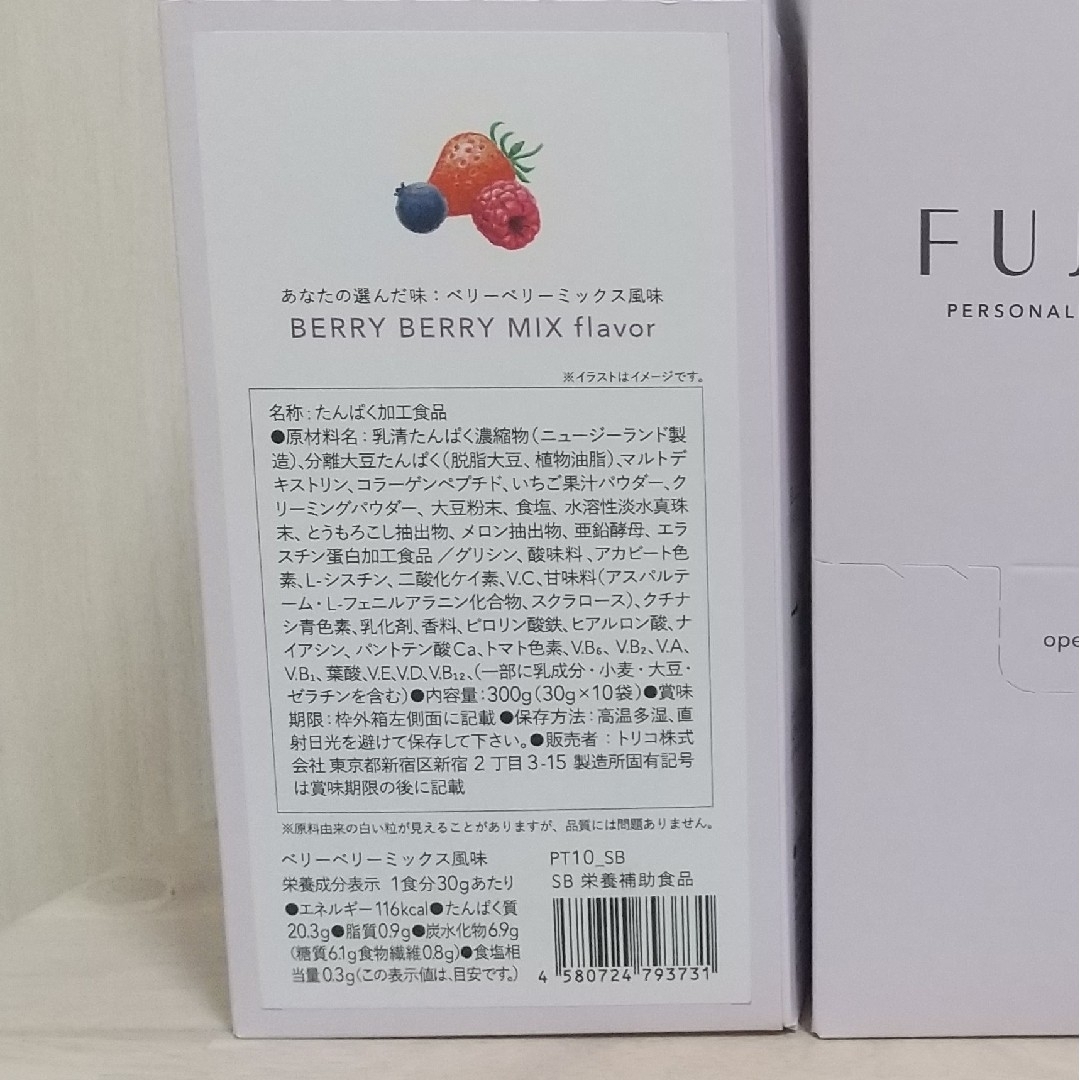 あなたの選んだ味：ベリーベリーミックス風味
BERRY BERRY MIX flavor
※イラストはイメージです。
名称：たんぱく加工食品
●原材料名：乳清たんぱく濃縮物（ニュージーランド製
造）、分離大豆たんぱく（脱脂大豆、植物油脂）、マルトデ
キストリン、コラーゲンペプチド、いちご果汁パウダー、ク
リーミングパウダー、大豆粉末、食塩、水溶性淡水真珠
末、とうもろこし抽出物、メロン抽出物、亜鉛酵母、エラ
スチン蛋白加工食品／グリシン、酸味料、アカビート色
素、L-シスチン、二酸化ケイ素、V.C、甘味料（アスパルテ
ーム・L-フェニルアラニン化合物、スクラロース）、クチナ
シ青色素、乳化剤、香料、ピロリン酸鉄、ヒアルロン酸、ナ
イアシン、パントテン酸Ca、トマト色素、V.B₆、V.B₂、V.A、
V.B₁、葉酸、V.E、V.D、V.B₁₂、（一部に乳成分・小麦・大豆・
ゼラチンを含む）●内容量：300g（30g×10袋）●賞味
期限：枠外箱左側面に記載●保存方法：高温多湿、直
射日光を避けて保存して下さい。●販売者：トリコ株式
会社 東京都新宿区新宿２丁目3-15 製造所固有記号
は賞味期限の後に記載
※原料由来の白い粒が見えることがありますが、品質には問題ありません。
ベリーベリーミックス風味
栄養成分表示 1食分30gあたり
●エネルギー116kcal●たんぱく質
20.3g●脂質0.9g●炭水化物6.9g
（糖質6.1g食物繊維0.8g）●食塩相
当量0.3g（この表示値は、目安です。）
PT10_SB
SB 栄養補助食品
4 580724 793731
FUJ
PERSONAL
ope